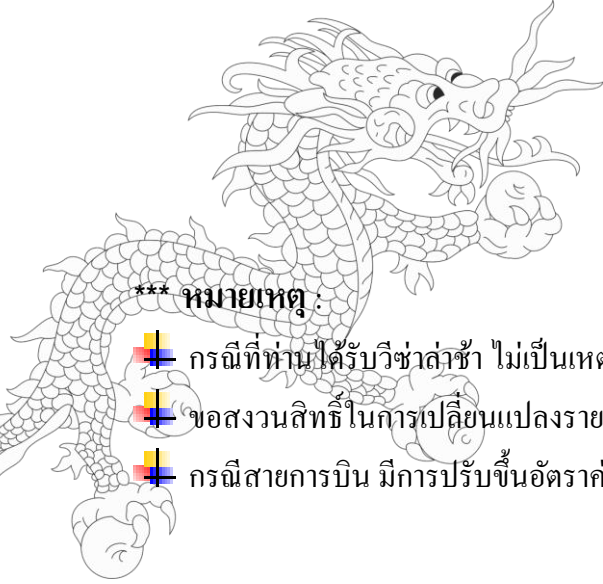 *** หมายเหตุ :
กรณีที่ท่านได้รับวีซ่าล่าช้า ไม่เป็นเหต
ขอสงวนสิทธิ์ในการเปลี่ยนแปลงราย
กรณีสายการบิน มีการปรับขึ้นอัตราค่